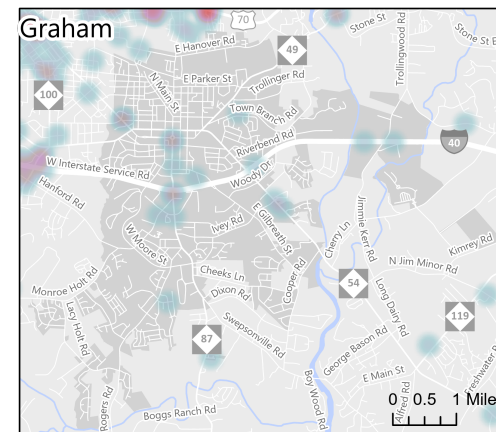 Graham
70
Stone St
Trollingwood Rd
Stone St E
E Hanover Rd
49
N Main St
E Parker St
Trollinger Rd
100
Town Branch Rd
Riverbend Rd
40
W Interstate Service Rd
Woody Dr
Hanford Rd
Ivey Rd
E Gilbreath St
Cherry Ln
Jimmie Kerr Rd
Kimrey Rd
W Moore St
N Jim Minor Rd
Cheeks Ln
Cooper Rd
54
Monroe Holt Rd
Dixon Rd
Long Dairy Rd
119
Lacy Holt Rd
87
Swepsonville Rd
George Bason Rd
Freshwater R
E Main St
Rogers Rd
Boggs Ranch Rd
Boy Wood Rd
Alfred Rd
0 0.5 1 Mile